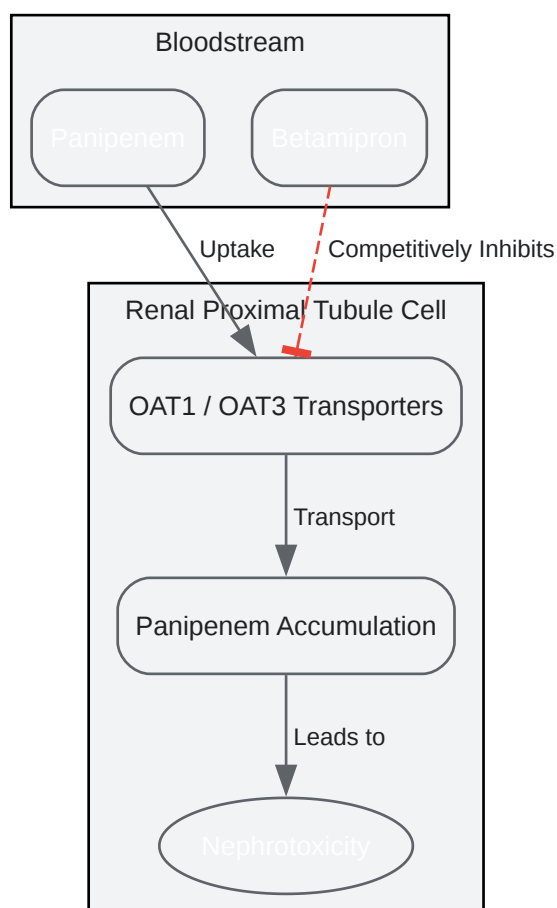 Bloodstream
Panipenem
Betamipron
Uptake
Competitively Inhibits
Renal Proximal Tubule Cell
OAT1 / OAT3 Transporters
Transport
Panipenem Accumulation
Leads to
Nephrotoxicity